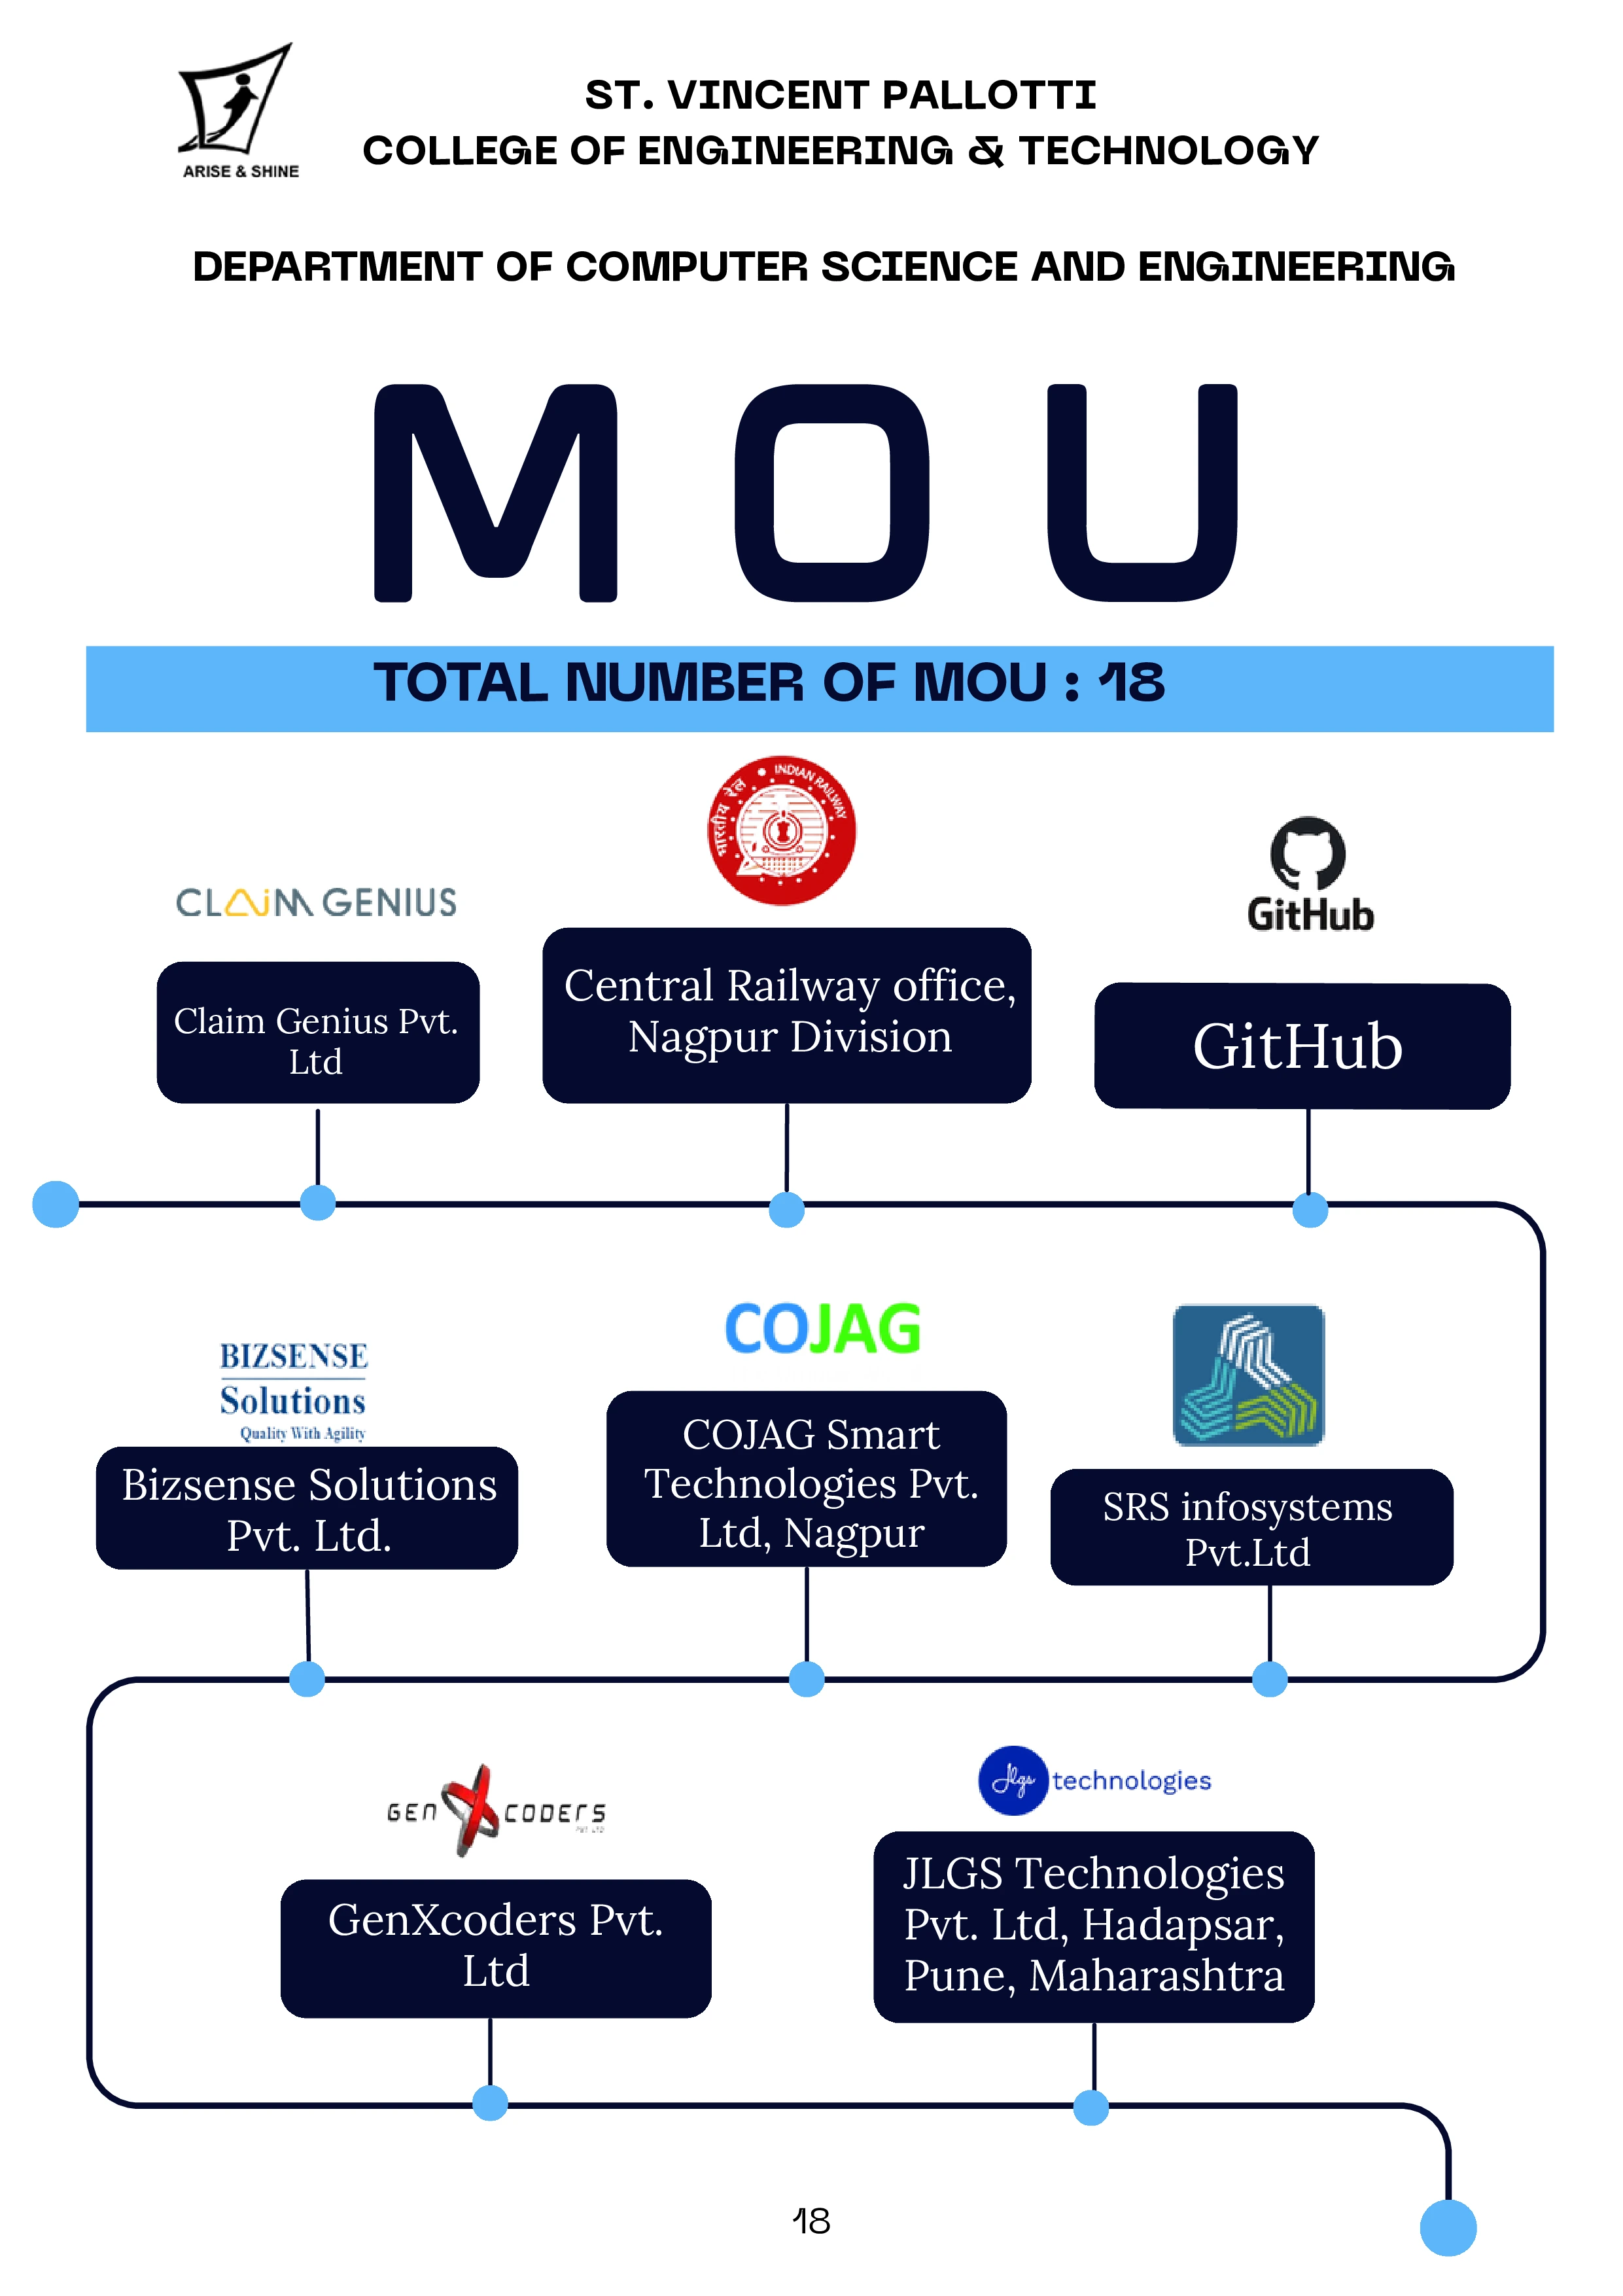 ARISE & SHINE
ST. VINCENT PALLOTTI
COLLEGE OF ENGINEERING & TECHNOLOGY
DEPARTMENT OF COMPUTER SCIENCE AND ENGINEERING
MOU
TOTAL NUMBER OF MOU : 18
CLAiM GENIUS
भारतीय रेल • INDIAN RAILWAY
GitHub
Claim Genius Pvt.
Ltd
Central Railway office,
Nagpur Division
GitHub
BIZSENSE
Solutions
Quality With Agility
COJAG
Bizsense Solutions
Pvt. Ltd.
COJAG Smart
Technologies Pvt.
Ltd, Nagpur
SRS infosystems
Pvt.Ltd
GEN X CODERS
PVT LTD
Jlgs technologies
GenXcoders Pvt.
Ltd
JLGS Technologies
Pvt. Ltd, Hadapsar,
Pune, Maharashtra
18